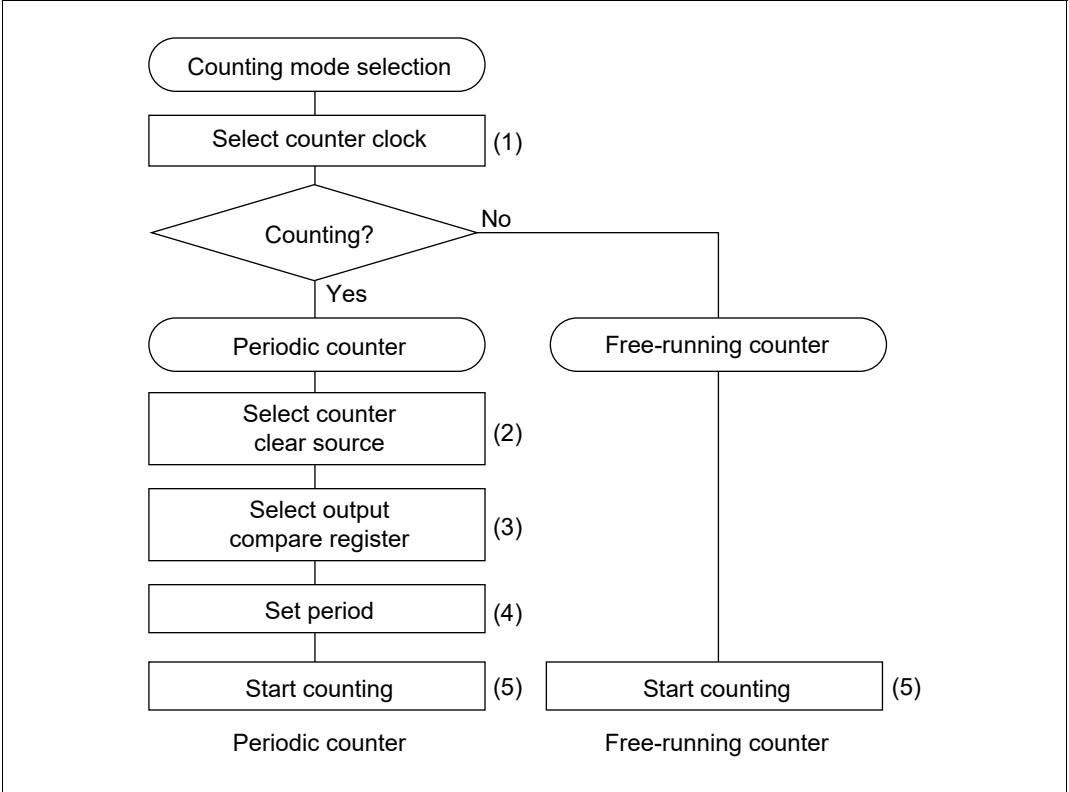 Counting mode selection
Select counter clock
(1)
Counting?
No
Yes
Periodic counter
Free-running counter
Select counter
clear source
(2)
Select output
compare register
(3)
Set period
(4)
Start counting
(5)
Start counting
(5)
Periodic counter
Free-running counter